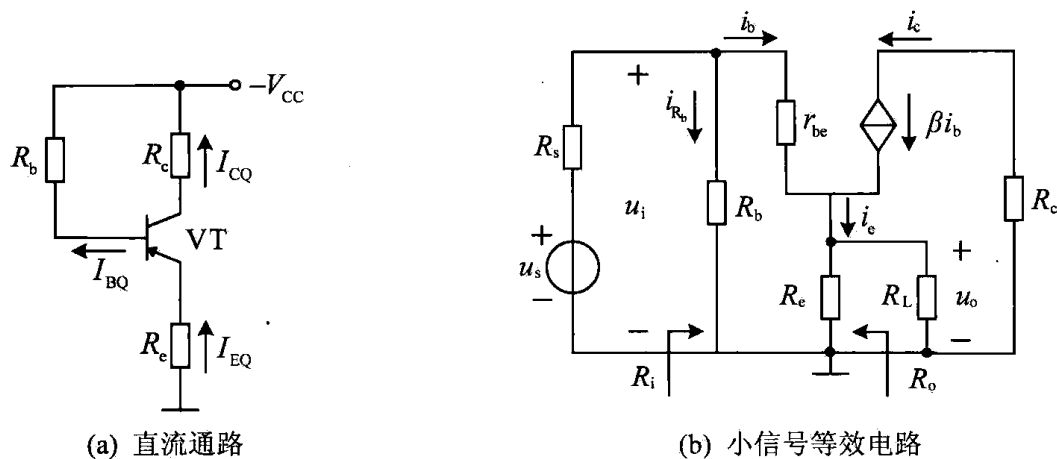 −V_CC
R_b
R_c
I_CQ
VT
I_BQ
R_e
I_EQ
(a) 直流通路
i_b
i_c
+
i_Rb
r_be
βi_b
R_s
u_i
R_b
R_c
+
u_s
−
i_e
R_e
R_L
+
u_o
−
−
R_i
R_o
(b) 小信号等效电路